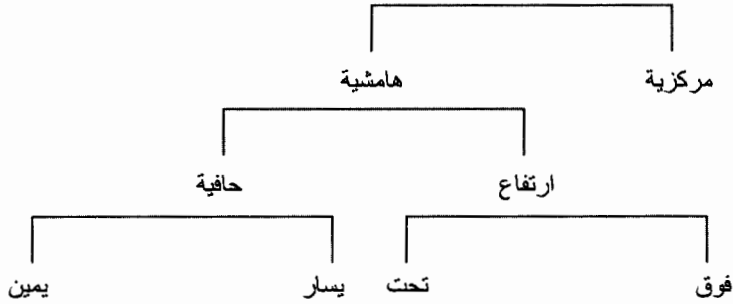 مركزية هامشية
ارتفاع حافية
فوق تحت يسار يمين